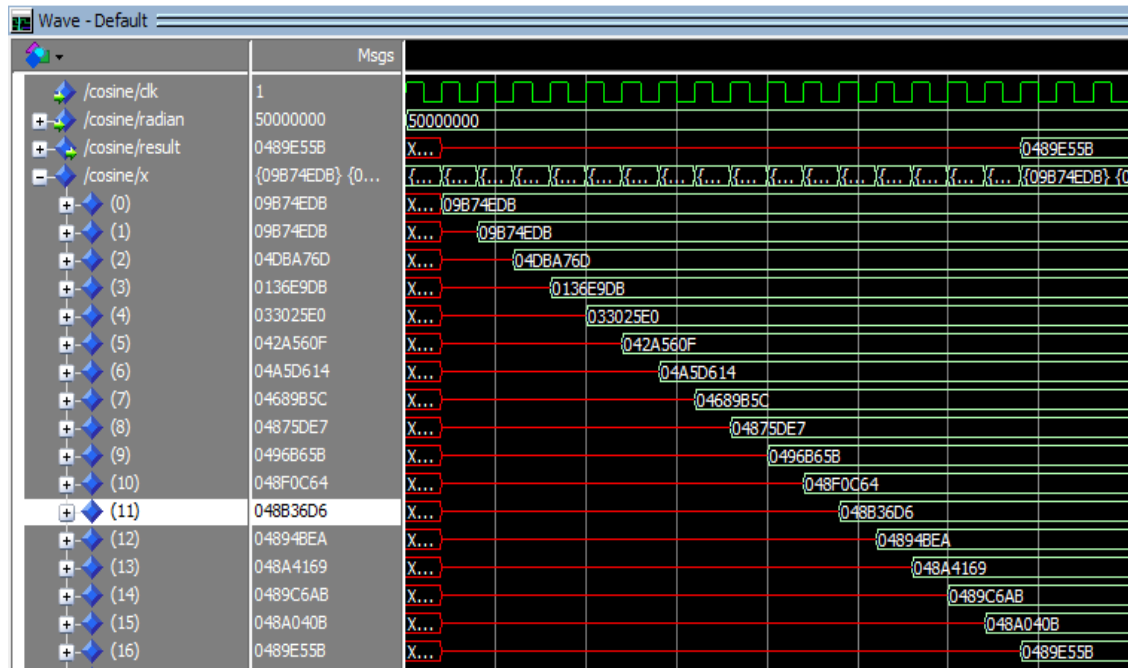 Wave - Default
Msgs
/cosine/clk 1
/cosine/radian 50000000 50000000
/cosine/result 0489E55B X... 0489E55B
/cosine/x {09B74EDB} {0... {... {... {... {... {... {... {... {... {... {... {... {... {... {... {... {... {... {09B74EDB} {0
(0) 09B74EDB X... 09B74EDB
(1) 09B74EDB X... 09B74EDB
(2) 04DBA76D X... 04DBA76D
(3) 0136E9DB X... 0136E9DB
(4) 033025E0 X... 033025E0
(5) 042A560F X... 042A560F
(6) 04A5D614 X... 04A5D614
(7) 04689B5C X... 04689B5C
(8) 04875DE7 X... 04875DE7
(9) 0496B65B X... 0496B65B
(10) 048F0C64 X... 048F0C64
(11) 048B36D6 X... 048B36D6
(12) 04894BEA X... 04894BEA
(13) 048A4169 X... 048A4169
(14) 0489C6AB X... 0489C6AB
(15) 048A040B X... 048A040B
(16) 0489E55B X... 0489E55B